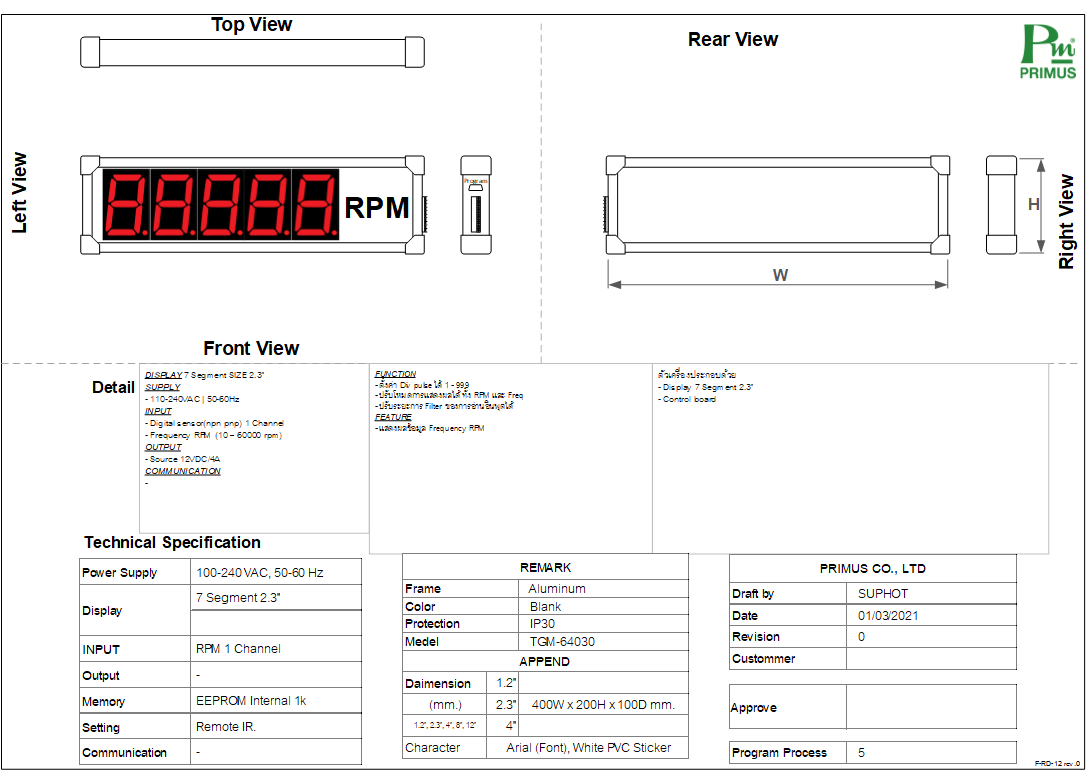 Top View
Rear View
Pm®
PRIMUS
Left View
Program
RPM
H
Right View
W
Front View
Detail
DISPLAY 7 Segment SIZE 2.3"
SUPPLY
- 110-240VAC | 50-60Hz
INPUT
- Digital sensor(npn pnp) 1 Channel
- Frequency RPM (10 – 60000 rpm)
OUTPUT
- Source 12VDC/4A
COMMUNICATION
-
FUNCTION
-ตั้งค่า Div pulse ได้ 1 - 999
-ปรับโหมดการแสดงผลได้ ทั้ง RPM และ Freq
-ปรับระยะการ Filter ของการอ่านอินพุตได้
FEATURE
-แสดงผลข้อมูล Frequency RPM
ตัวเครื่องประกอบด้วย
- Display 7 Segment 2.3"
- Control board
Technical Specification
Power Supply 100-240 VAC, 50-60 Hz
Display 7 Segment 2.3"
INPUT RPM 1 Channel
Output -
Memory EEPROM Internal 1k
Setting Remote IR.
Communication -
REMARK
Frame Aluminum
Color Blank
Protection IP30
Medel TGM-64030
APPEND
Daimension 1.2"
(mm.) 2.3" 400W x 200H x 100D mm.
1.2", 2.3", 4", 8", 12" 4"
Character Arial (Font), White PVC Sticker
PRIMUS CO., LTD
Draft by SUPHOT
Date 01/03/2021
Revision 0
Custommer
Approve
Program Process 5
F-RD-12 rev.0